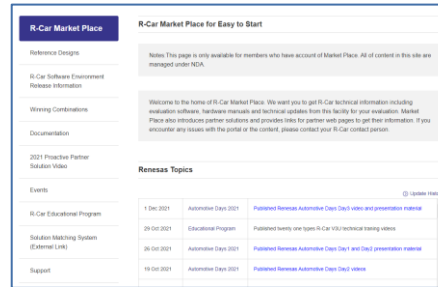 R-Car Market Place
Reference Designs
R-Car Software Environment
Release Information
Winning Combinations
Documentation
2021 Proactive Partner
Solution Video
Events
R-Car Educational Program
Solution Matching System
(External Link)
Support
R-Car Market Place for Easy to Start
Notes This page is only available for members who have account of Market Place. All of content in this site are
managed under NDA.
Welcome to the home of R-Car Market Place. We want you to get R-Car technical information including
evaluation software, hardware manuals and technical updates from this facility for your evaluation. Market
Place also introduces partner solutions and provides links for partner web pages to get their information. If you
encounter any issues with the portal or the content, please contact your R-Car contact person.
Renesas Topics
Update Histo
1 Dec 2021 Automotive Days 2021 Published Renesas Automotive Days Day3 video and presentation material
29 Oct 2021 Educational Program Published twenty one types R-Car V3U technical training videos
26 Oct 2021 Automotive Days 2021 Published Renesas Automotive Days Day1 and Day2 presentation material
19 Oct 2021 Automotive Days 2021 Published Renesas Automotive Days Day2 videos